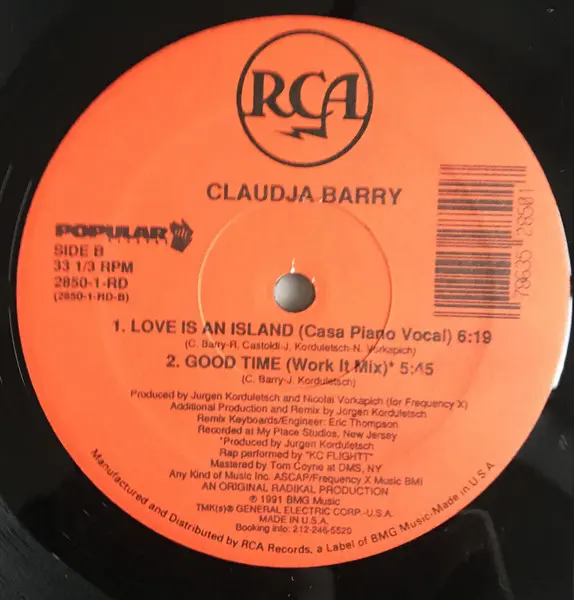 RCA
CLAUDJA BARRY
POPULAR
RECORDS
SIDE B
33 1/3 RPM
2850-1-RD
(2850-1-RD-B)
78635 28501
1. LOVE IS AN ISLAND (Casa Piano Vocal) 6:19
(C. Barry-R. Castoldi-J. Korduletsch-N. Vorkapich)
2. GOOD TIME (Work It Mix)* 5:45
(C. Barry-J. Korduletsch)
Produced by Jurgen Korduletsch and Nicolai Vorkapich (for Frequency X)
Additional Production and Remix by Jorgen Korduletsch
Remix Keyboards/Engineer: Eric Thompson
Recorded at My Place Studios, New Jersey
*Produced by Jurgen Korduletsch
Rap performed by "KC FLIGHTT"
Mastered by Tom Coyne at DMS, NY
Any Kind of Music Inc. ASCAP/Frequency X Music BMI
AN ORIGINAL RADIKAL PRODUCTION
℗ 1991 BMG Music
TMK(s)® GENERAL ELECTRIC CORP.-U.S.A.
MADE IN U.S.A.
Booking info: 212-246-5520
Manufactured and Distributed by RCA Records, a Label of BMG Music-Made in U.S.A